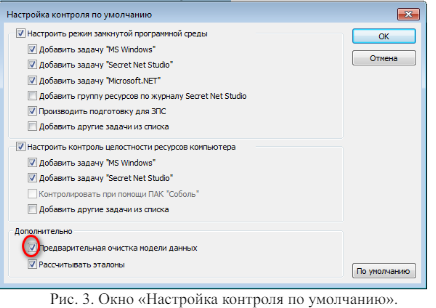 Настройка контроля по умолчанию
Настроить режим замкнутой программной среды
Добавить задачу "MS Windows"
Добавить задачу "Secret Net Studio"
Добавить задачу "Microsoft.NET"
Добавить группу ресурсов по журналу Secret Net Studio
Производить подготовку для ЗПС
Добавить другие задачи из списка
Настроить контроль целостности ресурсов компьютера
Добавить задачу "MS Windows"
Добавить задачу "Secret Net Studio"
Контролировать при помощи ПАК "Соболь"
Добавить другие задачи из списка
Дополнительно
Предварительная очистка модели данных
Рассчитывать эталоны
OK
Отмена
По умолчанию
Рис. 3. Окно «Настройка контроля по умолчанию».